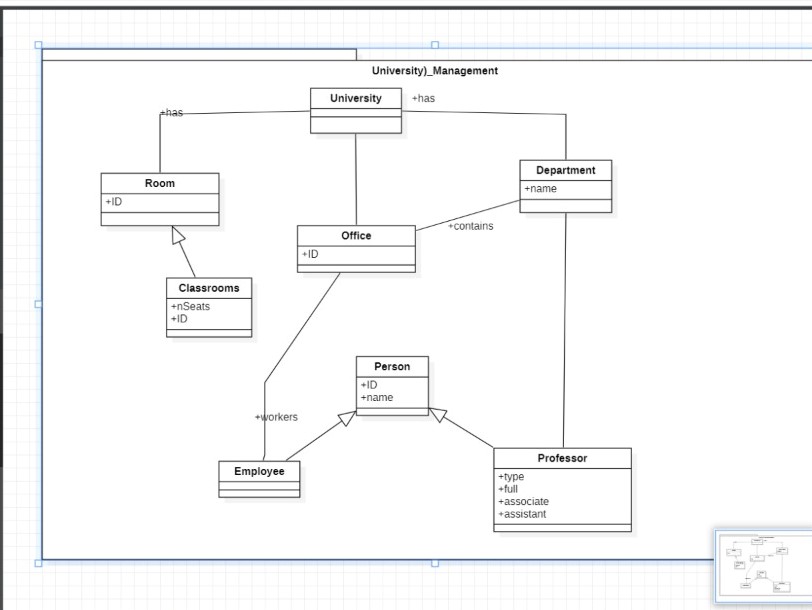 University)_Management
University
+has
+has
Room
+ID
Department
+name
Office
+ID
+contains
Classrooms
+nSeats
+ID
Person
+ID
+name
+workers
Employee
Professor
+type
+full
+associate
+assistant